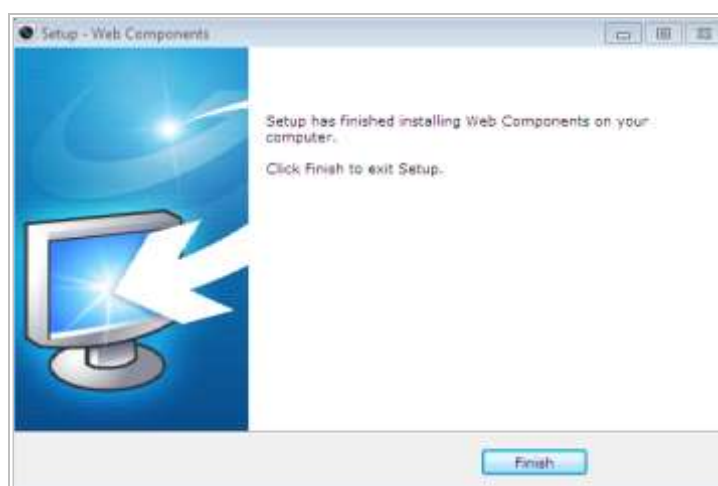 Setup - Web Components
Setup has finished installing Web Components on your
computer.
Click Finish to exit Setup.
Finish